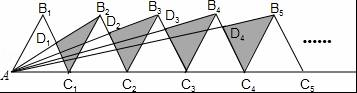 B₁ B₂ B₃ B₄ B₅
D₁ D₂ D₃ D₄ ......
A C₁ C₂ C₃ C₄ C₅